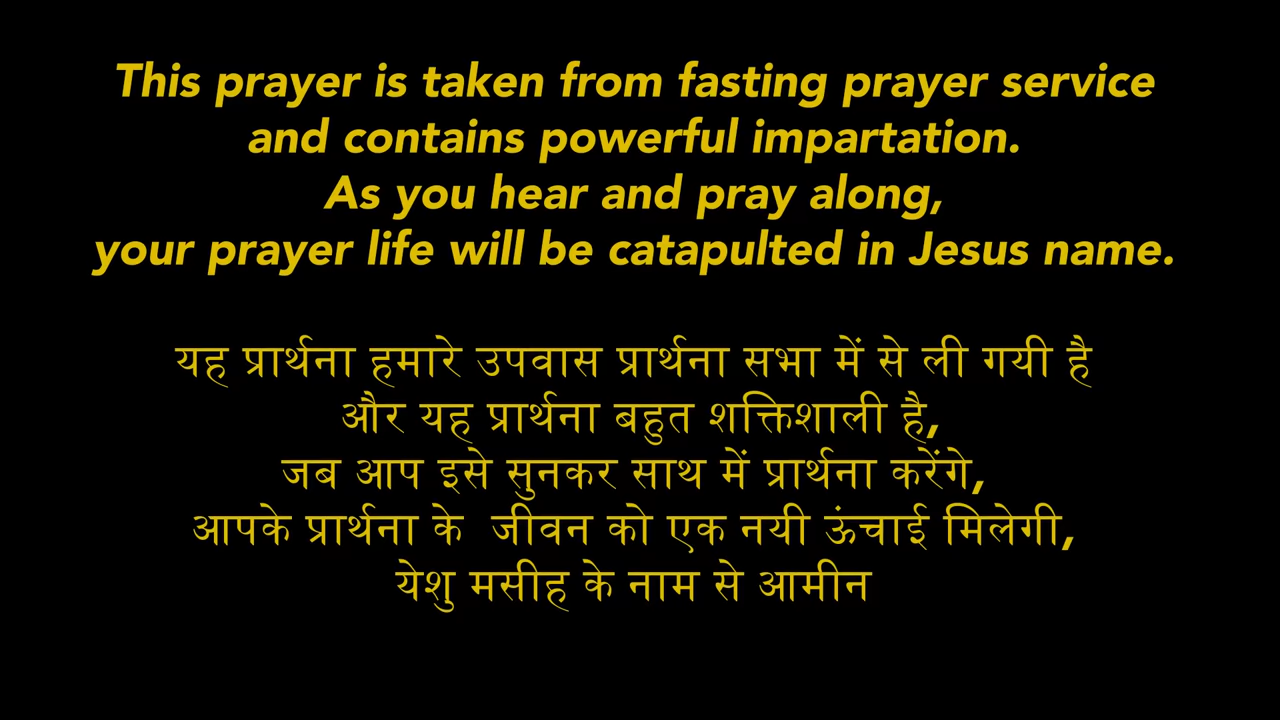 This prayer is taken from fasting prayer service
and contains powerful impartation.
As you hear and pray along,
your prayer life will be catapulted in Jesus name.
यह प्रार्थना हमारे उपवास प्रार्थना सभा में से ली गयी है
और यह प्रार्थना बहुत शक्तिशाली है,
जब आप इसे सुनकर साथ में प्रार्थना करेंगे,
आपके प्रार्थना के जीवन को एक नयी ऊंचाई मिलेगी,
येशु मसीह के नाम से आमीन